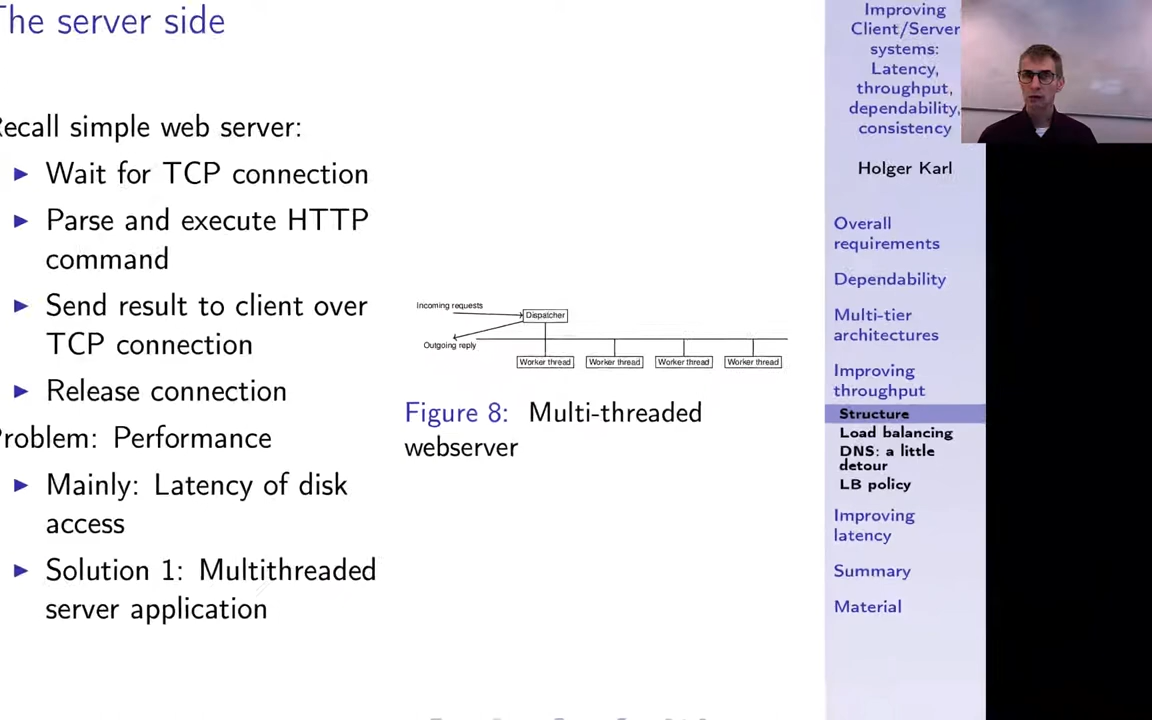 The server side
Recall simple web server:
Wait for TCP connection
Parse and execute HTTP
command
Send result to client over
TCP connection
Release connection
Problem: Performance
Mainly: Latency of disk
access
Solution 1: Multithreaded
server application
Incoming requests
Dispatcher
Outgoing reply
Worker thread
Worker thread
Worker thread
Worker thread
Figure 8: Multi-threaded
webserver
Improving
Client/Server
systems:
Latency,
throughput,
dependability,
consistency
Holger Karl
Overall
requirements
Dependability
Multi-tier
architectures
Improving
throughput
Structure
Load balancing
DNS: a little
detour
LB policy
Improving
latency
Summary
Material